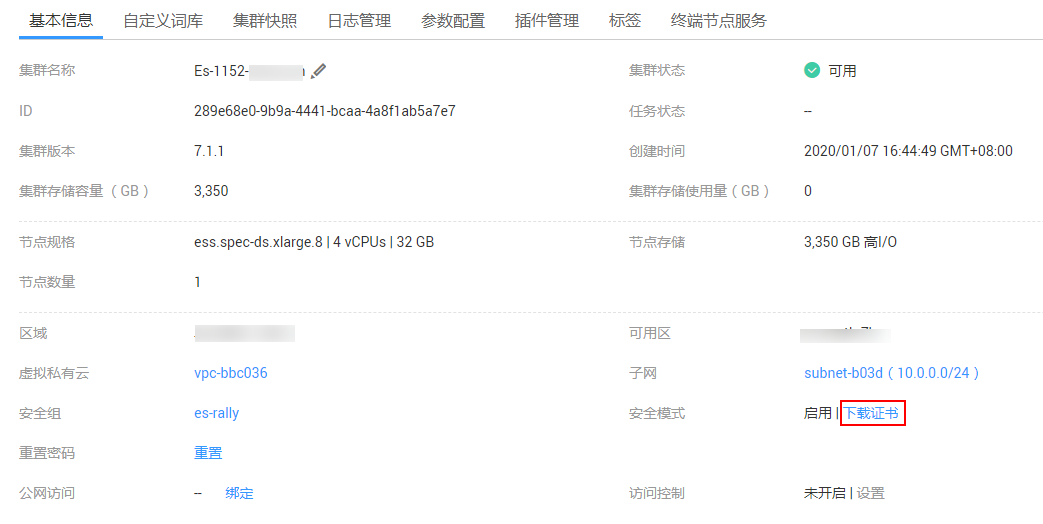 基本信息 自定义词库 集群快照 日志管理 参数配置 插件管理 标签 终端节点服务
集群名称 Es-1152- 集群状态 可用
ID 289e68e0-9b9a-4441-bcaa-4a8f1ab5a7e7 任务状态 --
集群版本 7.1.1 创建时间 2020/01/07 16:44:49 GMT+08:00
集群存储容量（GB） 3,350 集群存储使用量（GB） 0
节点规格 ess.spec-ds.xlarge.8 | 4 vCPUs | 32 GB 节点存储 3,350 GB 高I/O
节点数量 1
区域 可用区
虚拟私有云 vpc-bbc036 子网 subnet-b03d（10.0.0.0/24）
安全组 es-rally 安全模式 启用 | 下载证书
重置密码 重置
公网访问 -- 绑定 访问控制 未开启 | 设置